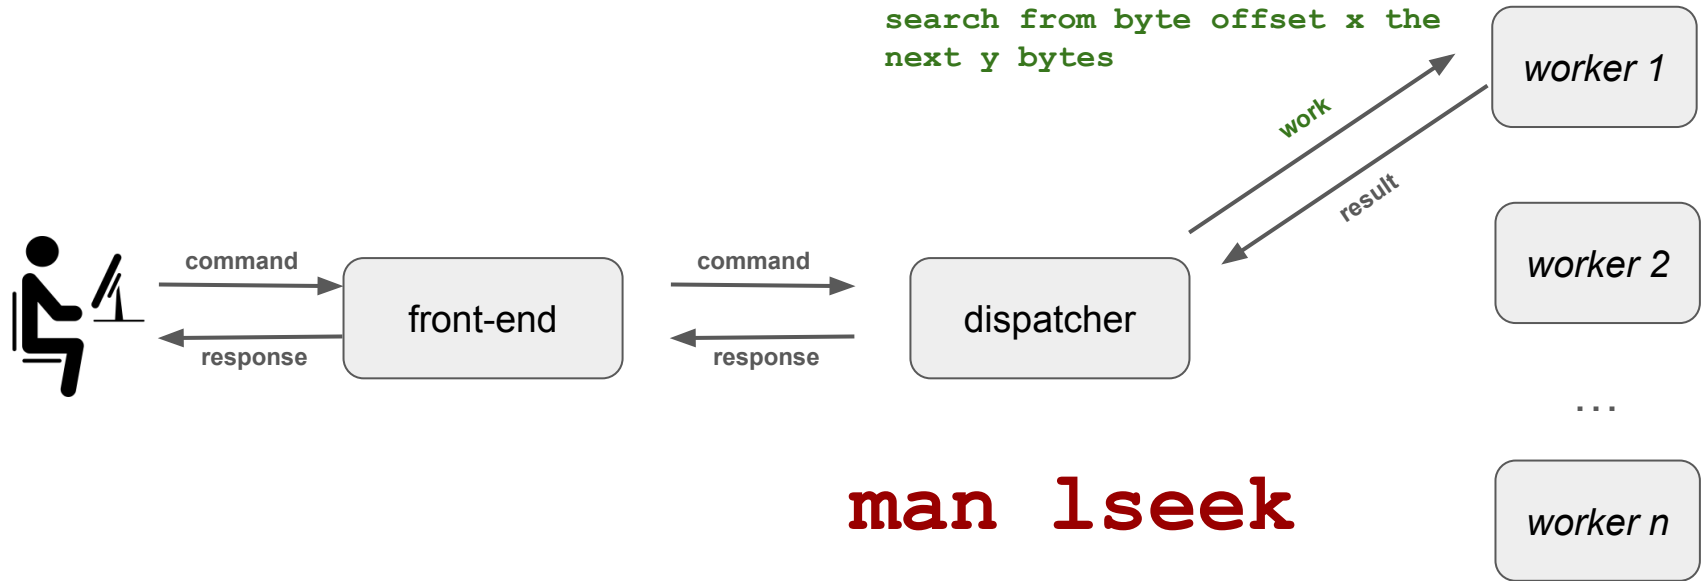 search from byte offset x the
next y bytes
worker 1
work
result
worker 2
command
command
front-end
dispatcher
response
response
...
man lseek
worker n